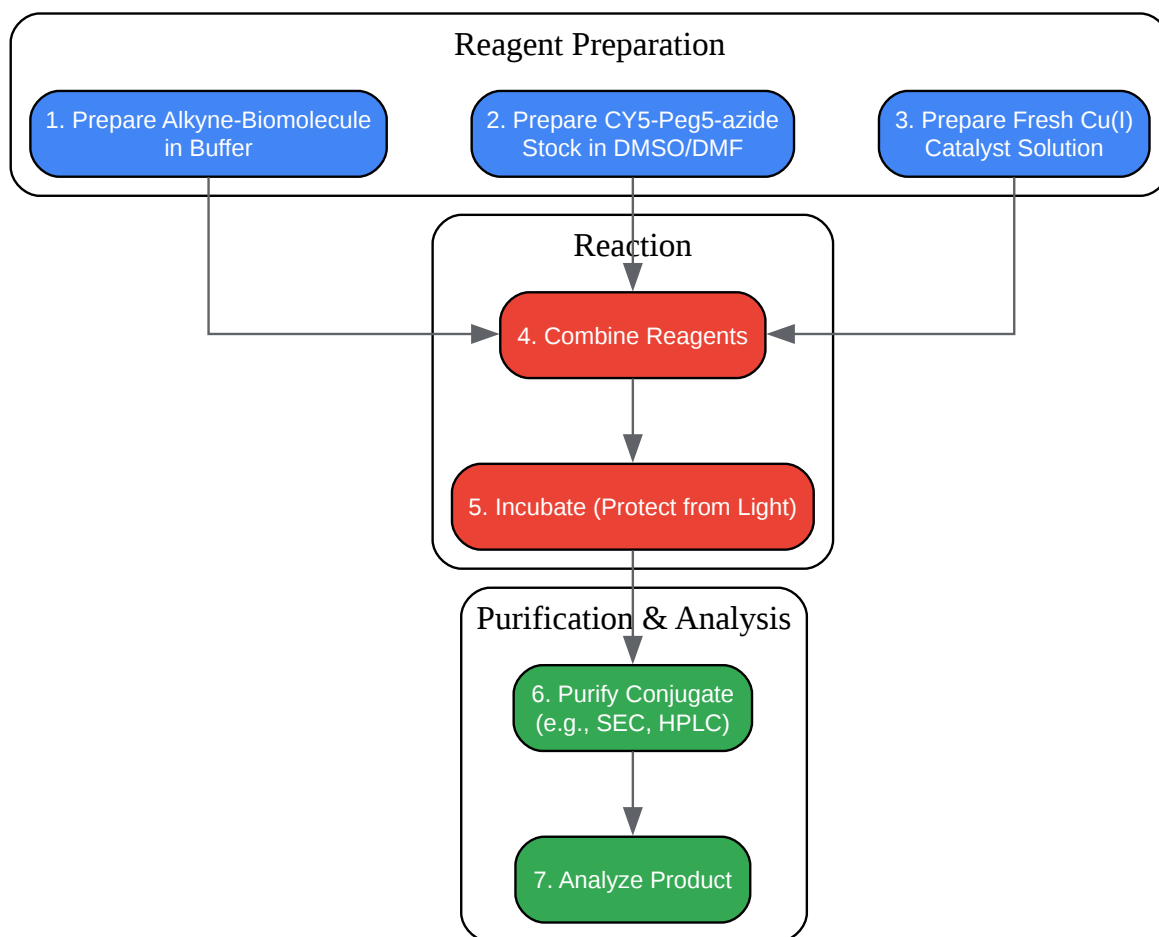 Reagent Preparation
1. Prepare Alkyne-Biomolecule
in Buffer
2. Prepare CY5-Peg5-azide
Stock in DMSO/DMF
3. Prepare Fresh Cu(I)
Catalyst Solution
Reaction
4. Combine Reagents
5. Incubate (Protect from Light)
Purification & Analysis
6. Purify Conjugate
(e.g., SEC, HPLC)
7. Analyze Product